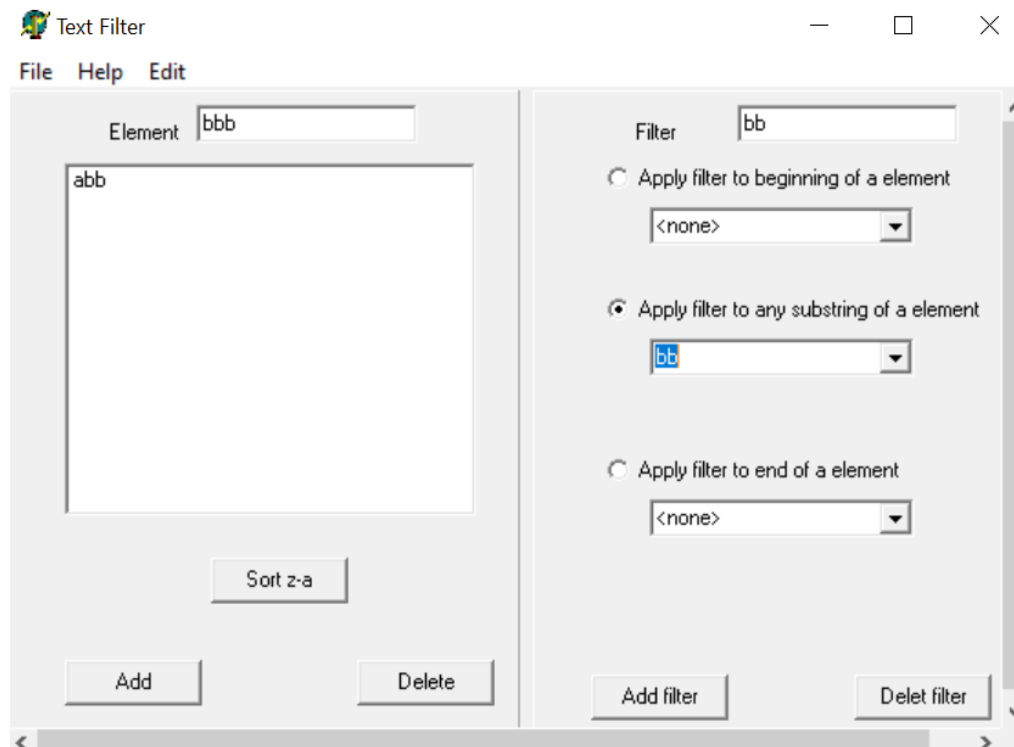 Text Filter
File Help Edit
Element bbb
abb
Sort z-a
Add Delete
Filter bb
Apply filter to beginning of a element
<none>
Apply filter to any substring of a element
bb
Apply filter to end of a element
<none>
Add filter Delet filter